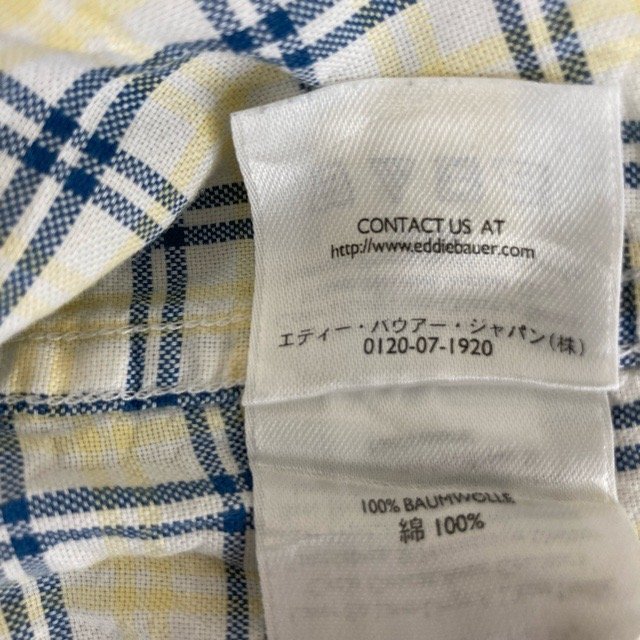 CONTACT US AT
http://www.eddiebauer.com
エディー・バウアー・ジャパン(株)
0120-07-1920
100% BAUMWOLLE
綿 100%